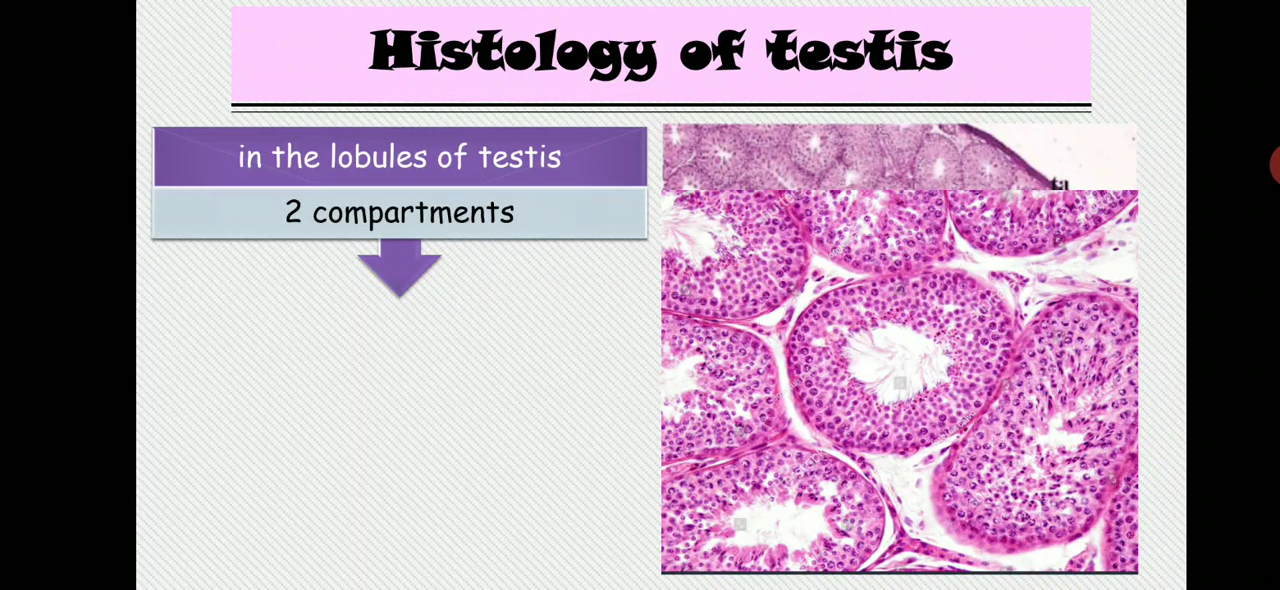 Histology of testis
in the lobules of testis
2 compartments